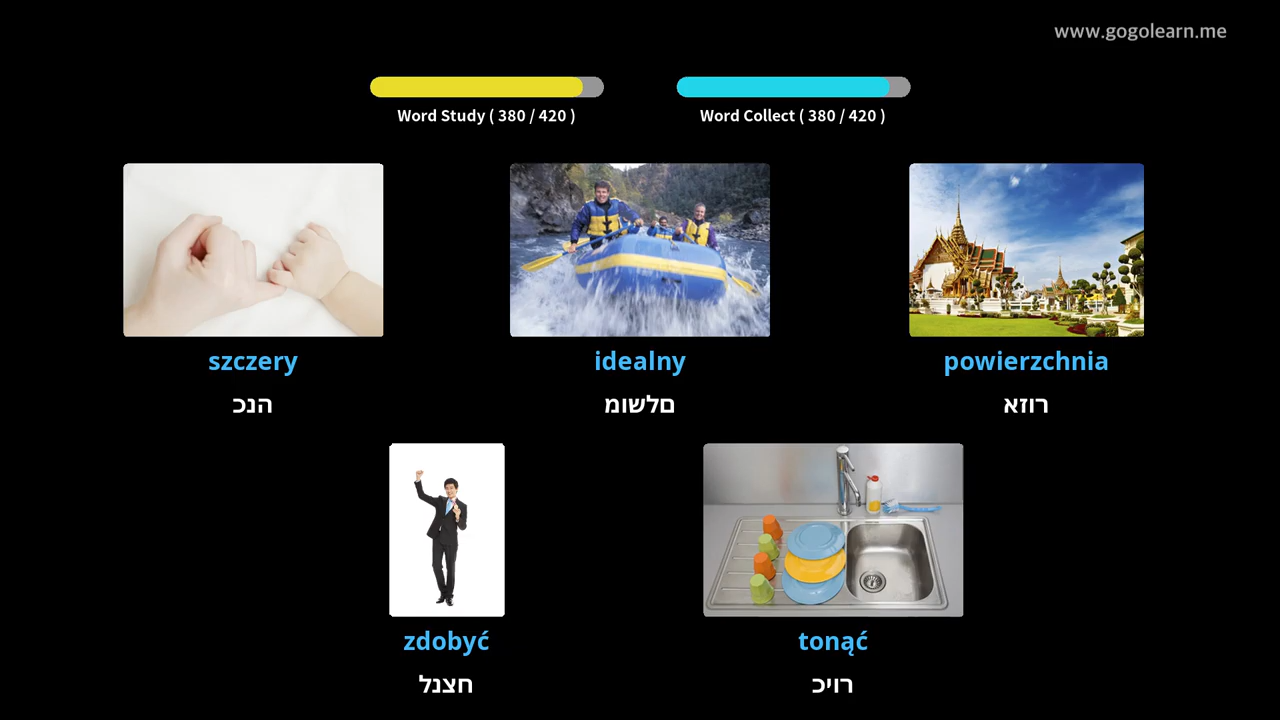 www.gogolearn.me
Word Study ( 380 / 420 )
Word Collect ( 380 / 420 )
szczery
הנכ
idealny
םלשומ
powierzchnia
רוזא
zdobyć
חצנל
tonąć
רויכ